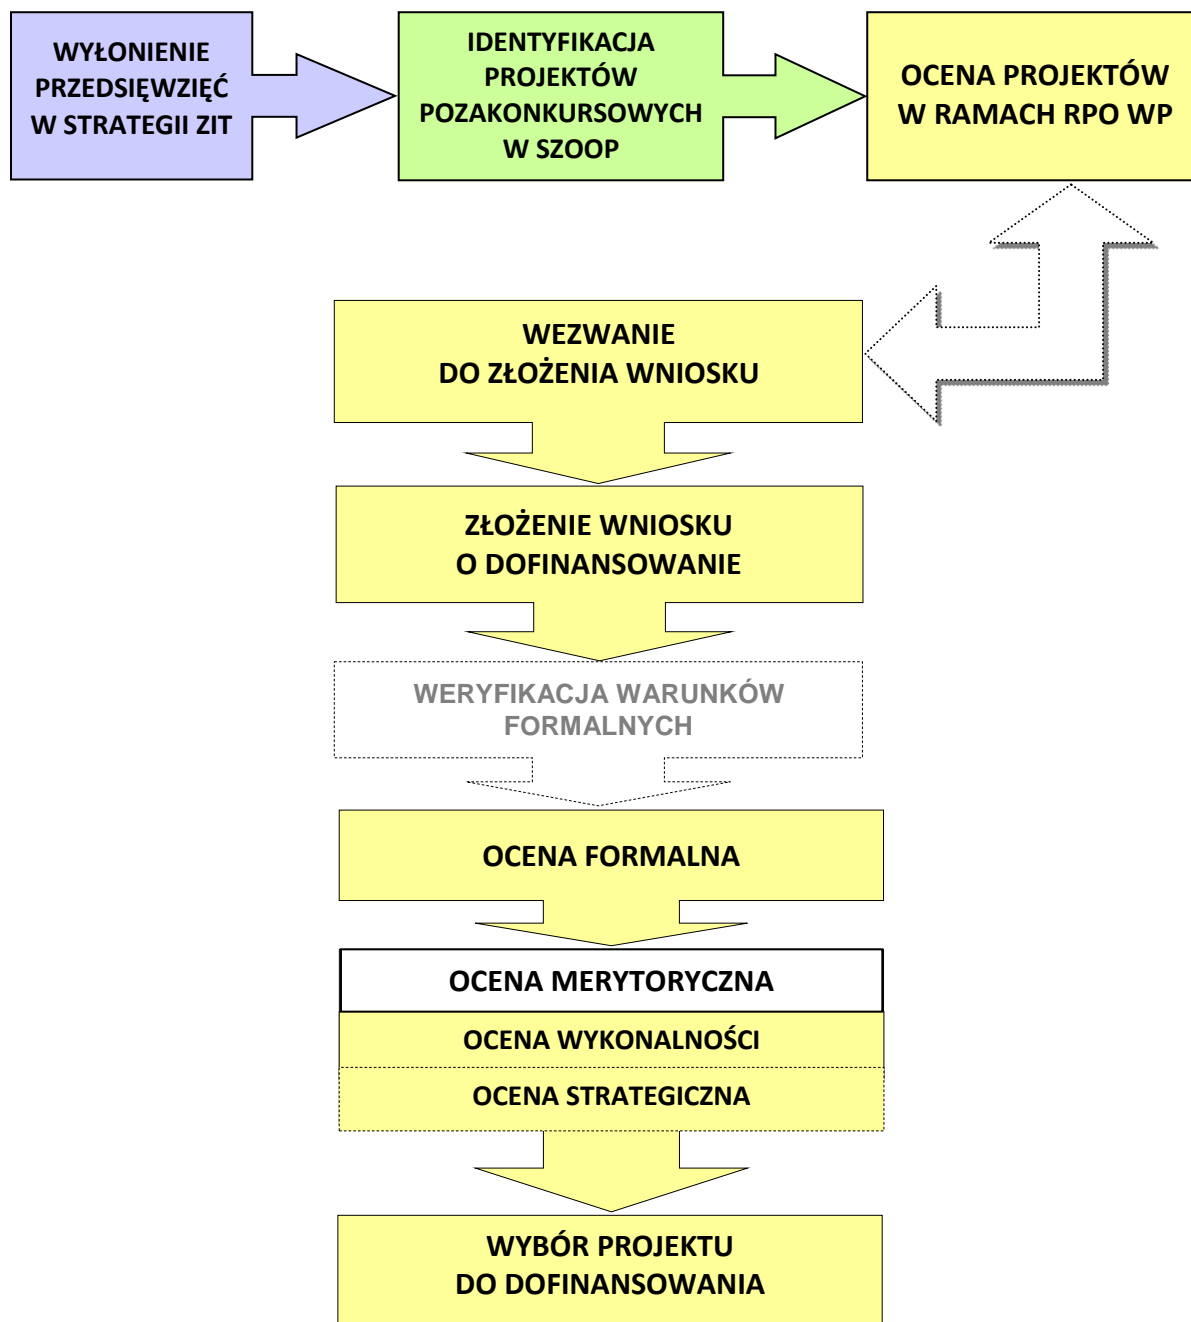 WYŁONIENIE
PRZEDSIĘWZIĘĆ
W STRATEGII ZIT
IDENTYFIKACJA
PROJEKTÓW
POZAKONKURSOWYCH
W SZOOP
OCENA PROJEKTÓW
W RAMACH RPO WP
WEZWANIE
DO ZŁOŻENIA WNIOSKU
ZŁOŻENIE WNIOSKU
O DOFINANSOWANIE
WERYFIKACJA WARUNKÓW
FORMALNYCH
OCENA FORMALNA
OCENA MERYTORYCZNA
OCENA WYKONALNOŚCI
OCENA STRATEGICZNA
WYBÓR PROJEKTU
DO DOFINANSOWANIA